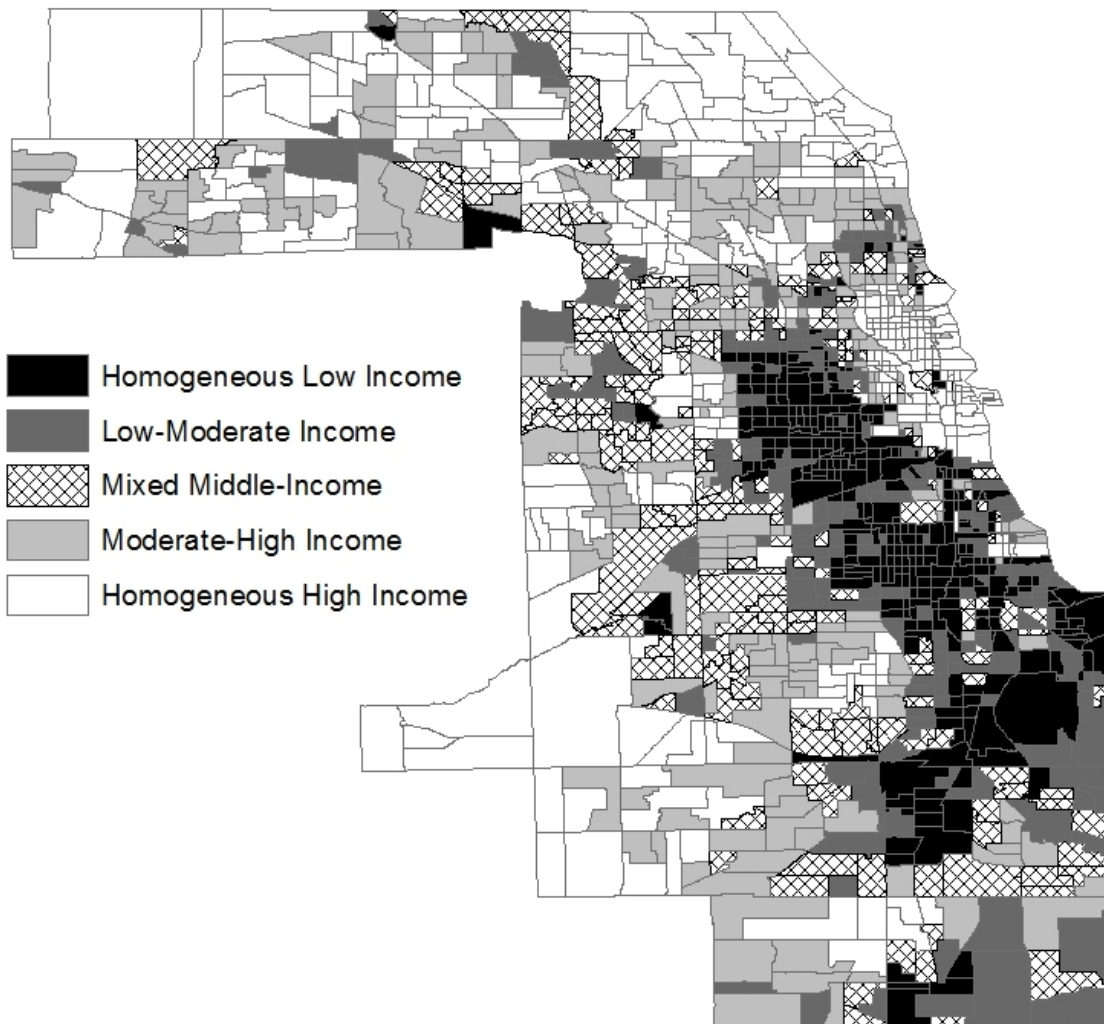 Homogeneous Low Income
Low-Moderate Income
Mixed Middle-Income
Moderate-High Income
Homogeneous High Income